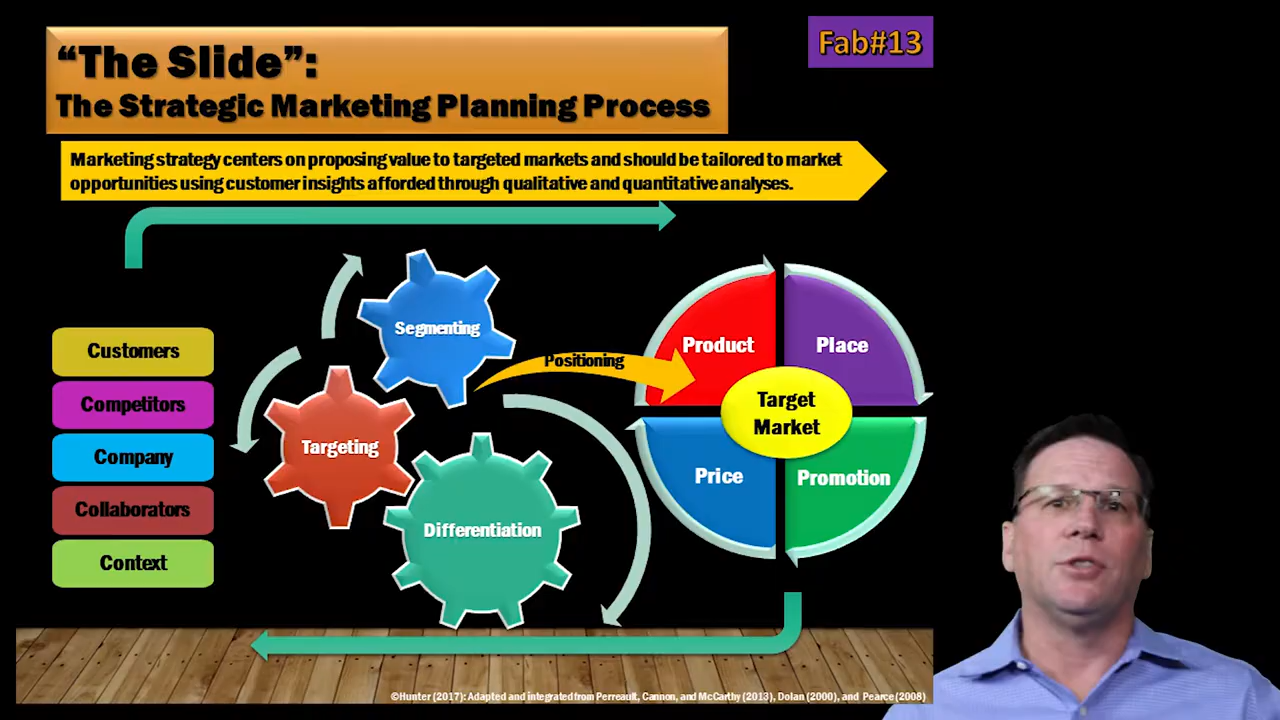 “The Slide”:
The Strategic Marketing Planning Process
Fab#13
Marketing strategy centers on proposing value to targeted markets and should be tailored to market
opportunities using customer insights afforded through qualitative and quantitative analyses.
Customers
Competitors
Company
Collaborators
Context
Segmenting
Targeting
Differentiation
Positioning
Product
Place
Target
Market
Price
Promotion
©Hunter (2017): Adapted and integrated from Perreault, Cannon, and McCarthy (2013), Dolan (2000), and Pearce (2008)